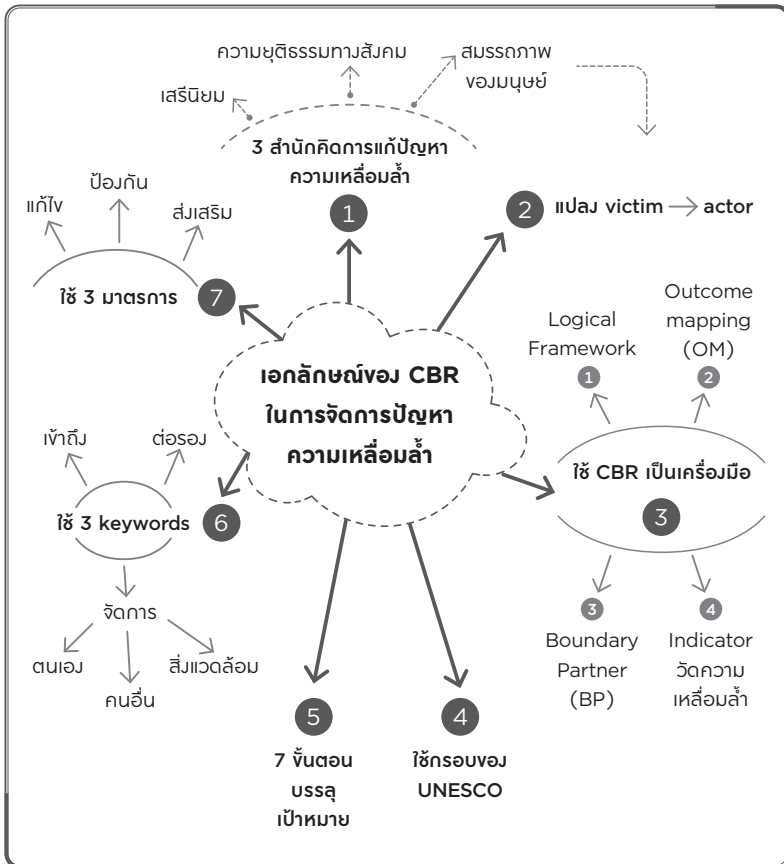 ความยุติธรรมทางสังคม
สมรรถภาพ
ของมนุษย์
เสรีนิยม
3 สำนักคิดการแก้ปัญหา
ความเหลื่อมล้ำ
1
2 แปลง victim → actor
ป้องกัน
แก้ไข
ส่งเสริม
ใช้ 3 มาตรการ 7
เอกลักษณ์ของ CBR
ในการจัดการปัญหา
ความเหลื่อมล้ำ
Logical
Framework
1
Outcome
mapping
(OM)
2
ใช้ CBR เป็นเครื่องมือ
3
3
Boundary
Partner
(BP)
4
Indicator
วัดความ
เหลื่อมล้ำ
เข้าถึง
ต่อรอง
ใช้ 3 keywords 6
จัดการ
ตนเอง
คนอื่น
สิ่งแวดล้อม
5
7 ขั้นตอน
บรรลุ
เป้าหมาย
4
ใช้กรอบของ
UNESCO